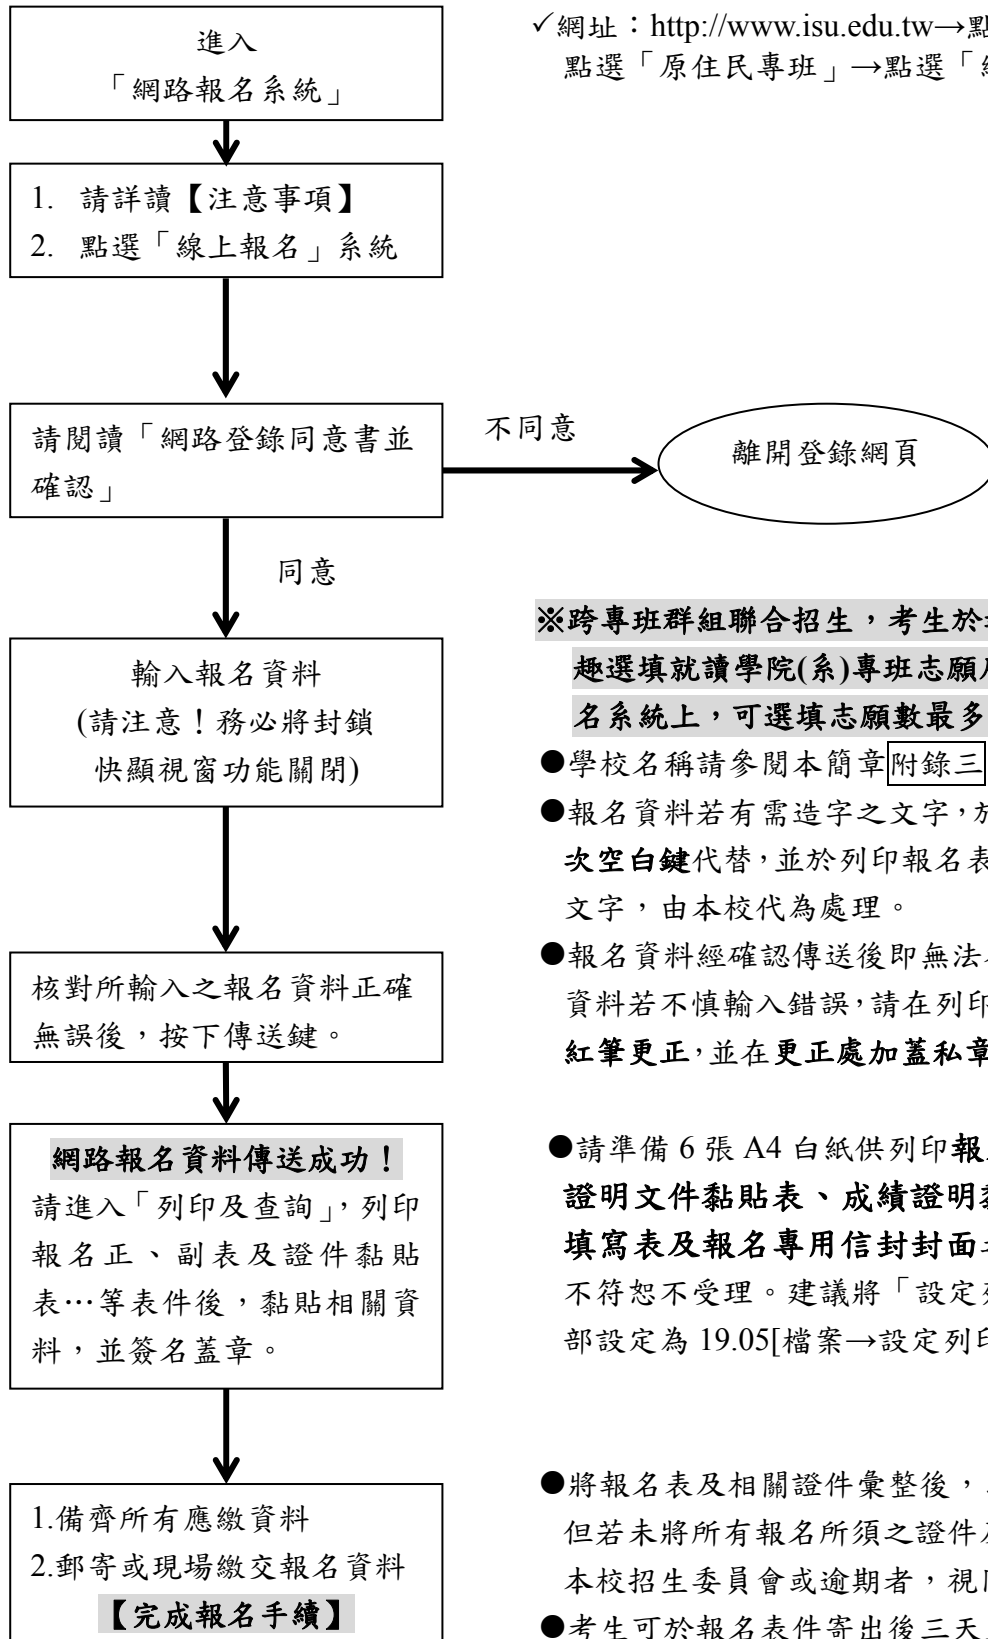 進入
「網路報名系統」
✓網址：http://www.isu.edu.tw→點
點選「原住民專班」→點選「
1. 請詳讀【注意事項】
2. 點選「線上報名」系統
請閱讀「網路登錄同意書並
確認」
不同意
離開登錄網頁
同意
輸入報名資料
(請注意！務必將封鎖
快顯視窗功能關閉)
※跨專班群組聯合招生，考生於
趣選填就讀學院(系)專班志願
名系統上，可選填志願數最多
●學校名稱請參閱本簡章附錄三
●報名資料若有需造字之文字，於
次空白鍵代替，並於列印報名表
文字，由本校代為處理。
●報名資料經確認傳送後即無法
資料若不慎輸入錯誤，請在列印
紅筆更正，並在更正處加蓋私章
核對所輸入之報名資料正確
無誤後，按下傳送鍵。
網路報名資料傳送成功！
請進入「列印及查詢」，列印
報名正、副表及證件黏貼
表…等表件後，黏貼相關資
料，並簽名蓋章。
●請準備 6 張 A4 白紙供列印報
證明文件黏貼表、成績證明
填寫表及報名專用信封封面
不符恕不受理。建議將「設定
部設定為 19.05[檔案→設定列印
1.備齊所有應繳資料
2.郵寄或現場繳交報名資料
【完成報名手續】
●將報名表及相關證件彙整後，
但若未將所有報名所須之證件
本校招生委員會或逾期者，視
●考生可於報名表件寄出後三天